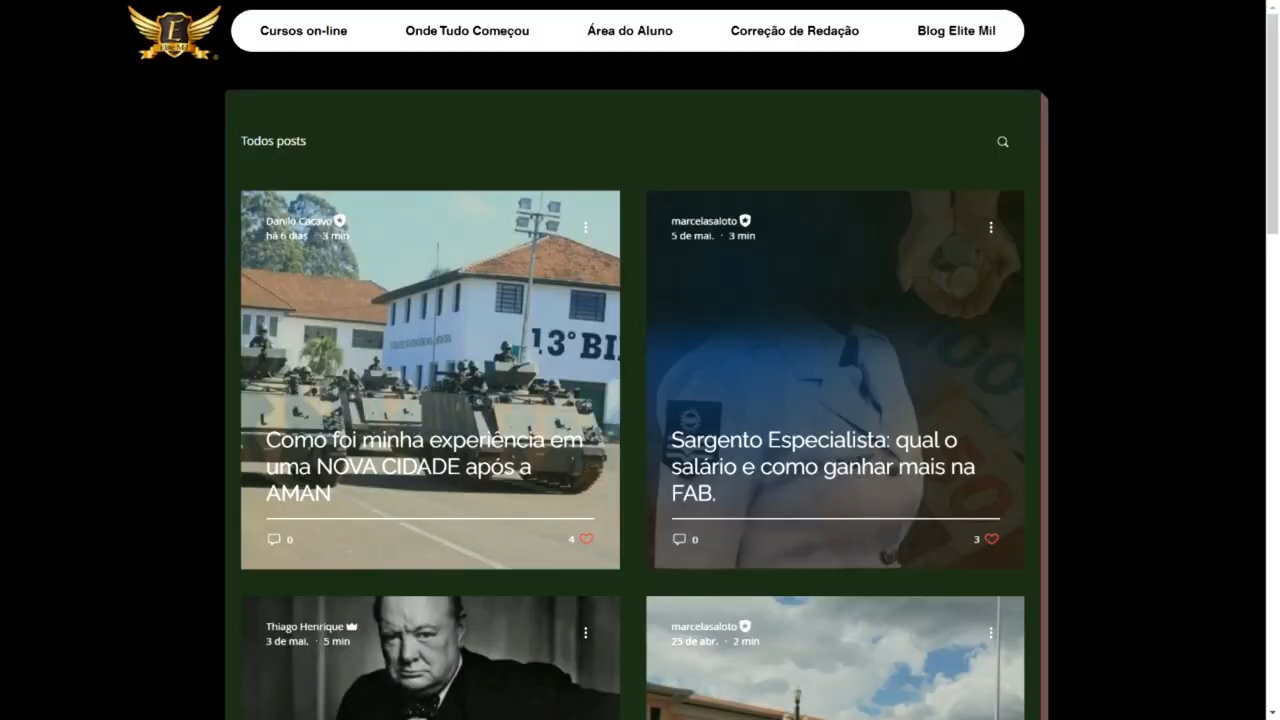 Cursos on-line
Onde Tudo Começou
Área do Aluno
Correção de Redação
Blog Elite Mil
Todos posts
Danilo Cacavo
há 6 dias · 3 min
13º BI
Como foi minha experiência em
uma NOVA CIDADE após a
AMAN
0
4
marcelasaloto
5 de mai. · 3 min
Sargento Especialista: qual o
salário e como ganhar mais na
FAB.
0
3
Thiago Henrique
3 de mai. · 5 min
marcelasaloto
25 de abr. · 2 min